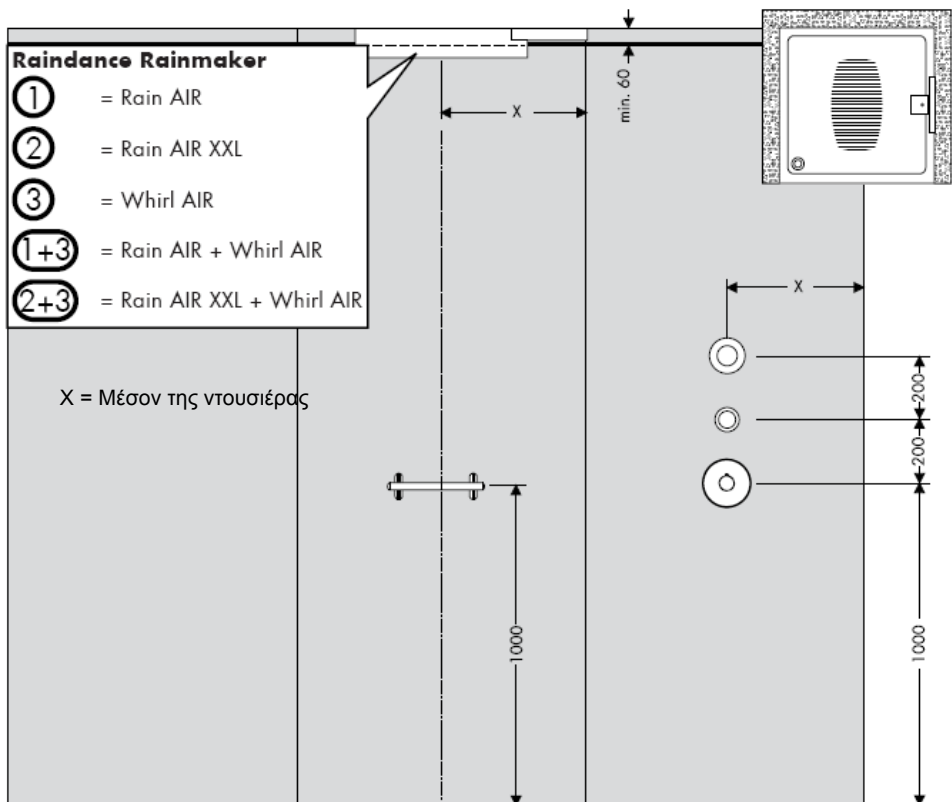 Raindance Rainmaker
1 = Rain AIR
2 = Rain AIR XXL
3 = Whirl AIR
1+3 = Rain AIR + Whirl AIR
2+3 = Rain AIR XXL + Whirl AIR
X
min. 60
X
X = Μέσον της ντουσιέρας
200
200
1000
1000